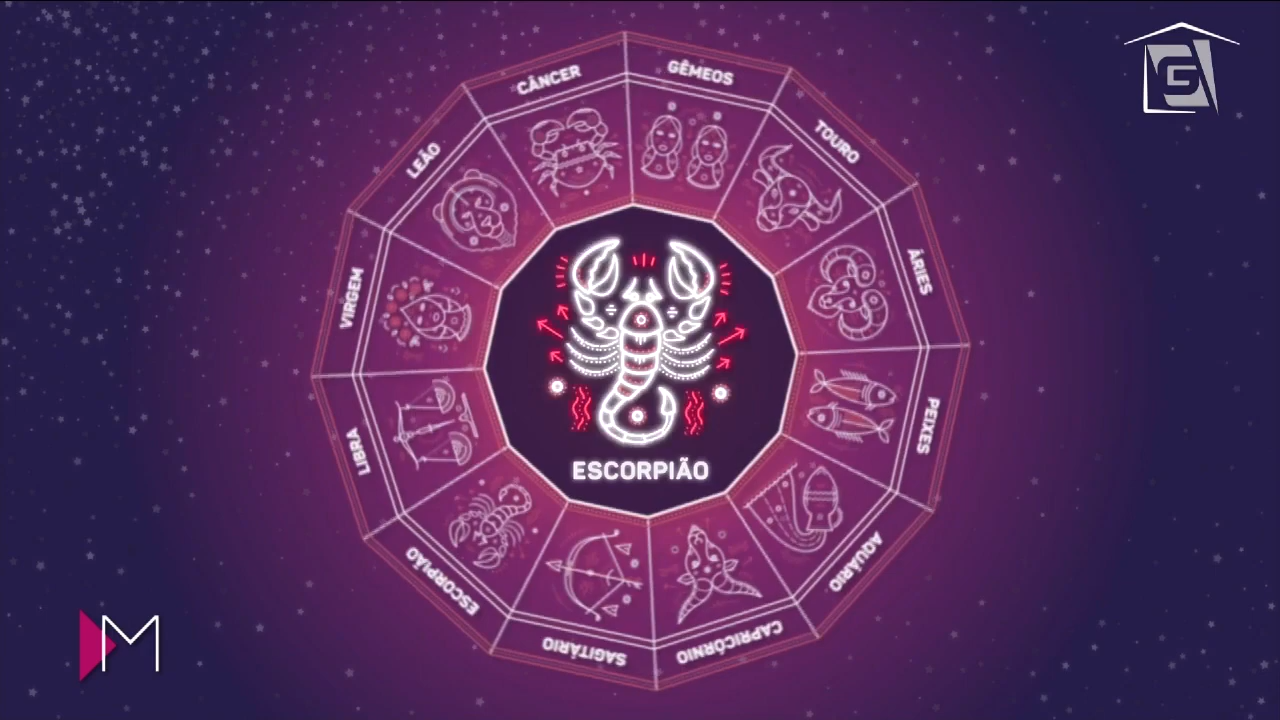 CÂNCER
GÊMEOS
TOURO
LEÃO
ÁRIES
VIRGEM
PEIXES
LIBRA
ESCORPIÃO
AQUÁRIO
ESCORPIÃO
CAPRICÓRNIO
SAGITÁRIO
G
M